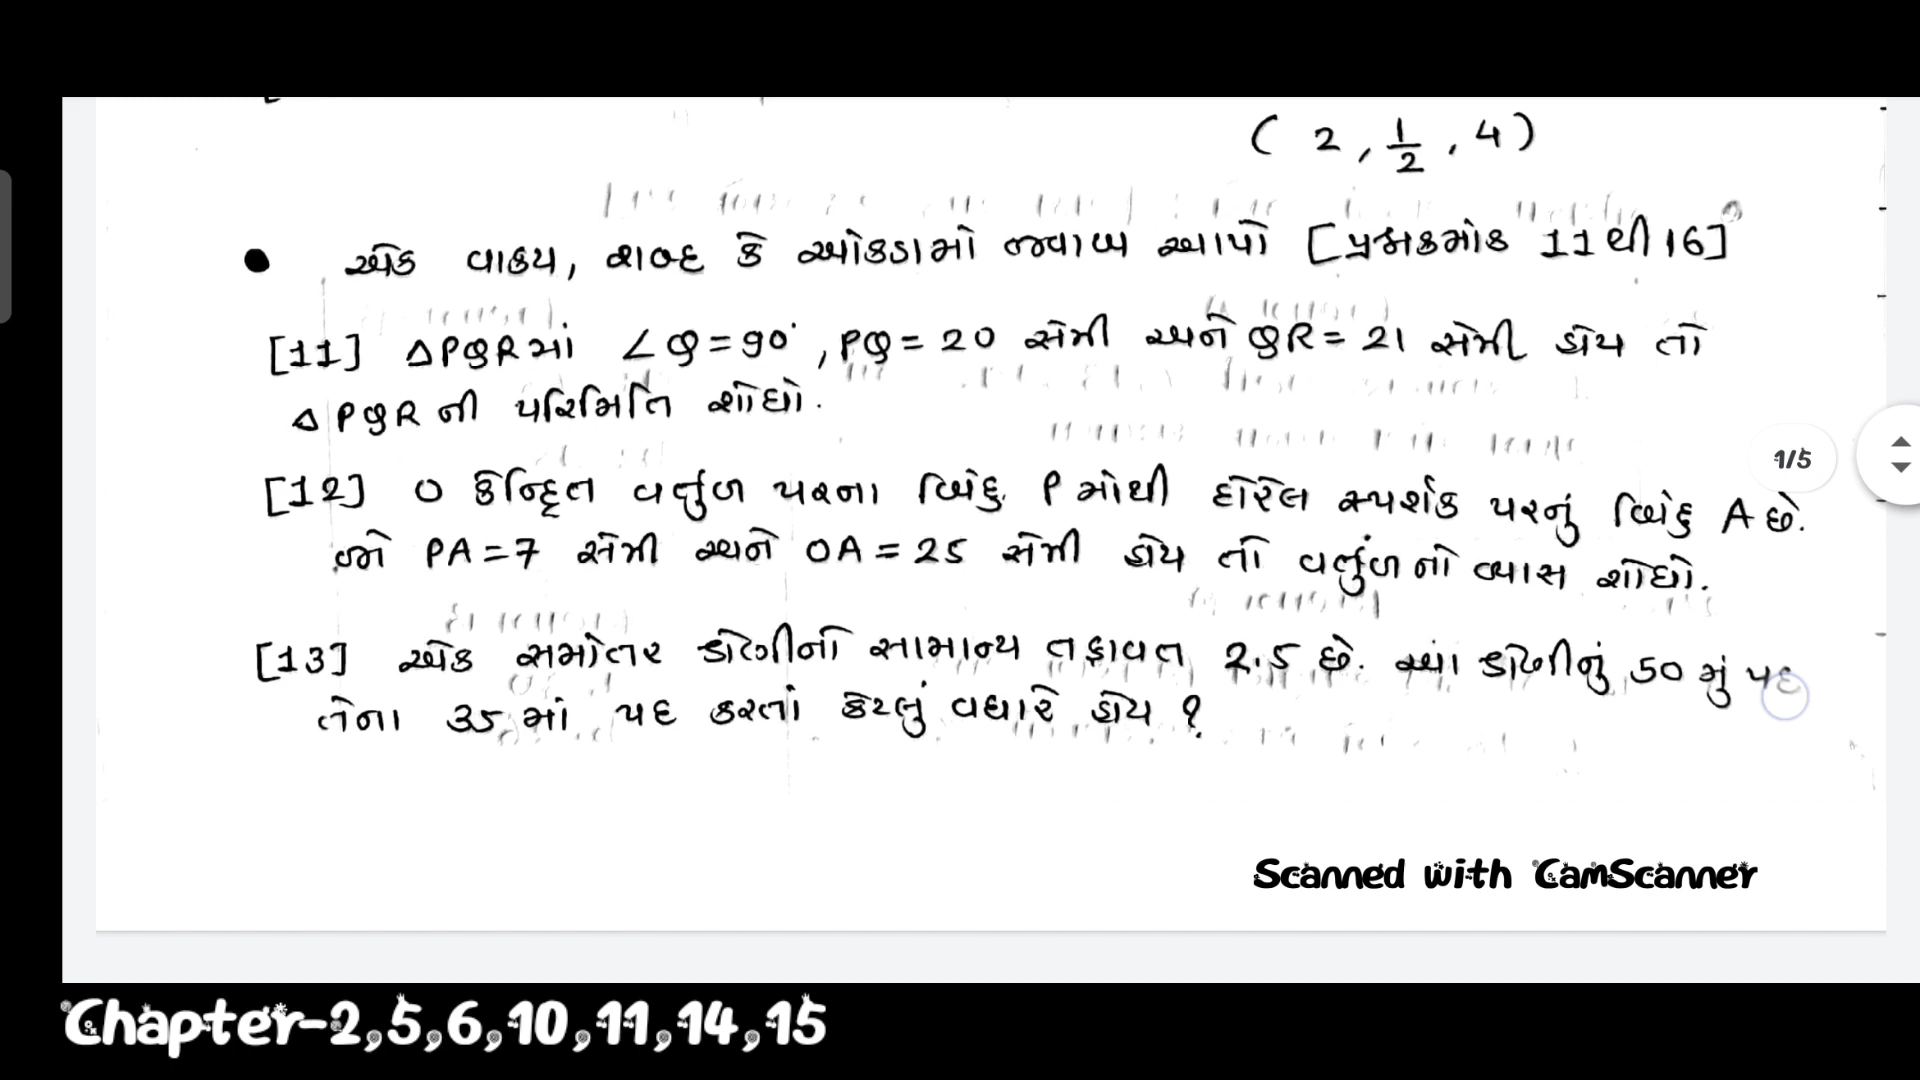 ( 2 , 1/2 , 4 )
● એક વાક્ય, શબ્દ કે આંકડામાં જવાબ આપો [પ્રશ્નક્રમાંક 11 થી 16]
[11] ΔPQRમાં ∠Q=90°, PQ = 20 સેમી અને QR = 21 સેમી હોય તો
ΔPQR ની પરિમિતિ શોધો.
[12] O કેન્દ્રિત વર્તુળ પરના બિંદુ P માંથી દોરેલ સ્પર્શક પરનું બિંદુ A છે.
જો PA=7 સેમી અને OA = 25 સેમી હોય તો વર્તુળનો વ્યાસ શોધો.
[13] એક સમાંતર શ્રેણીનો સામાન્ય તફાવત 2.5 છે. આ શ્રેણીનું 50 મું પદ
તેના 35 માં પદ કરતાં કેટલું વધારે હોય ?
1/5
Scanned with CamScanner
Chapter-2,5,6,10,11,14,15